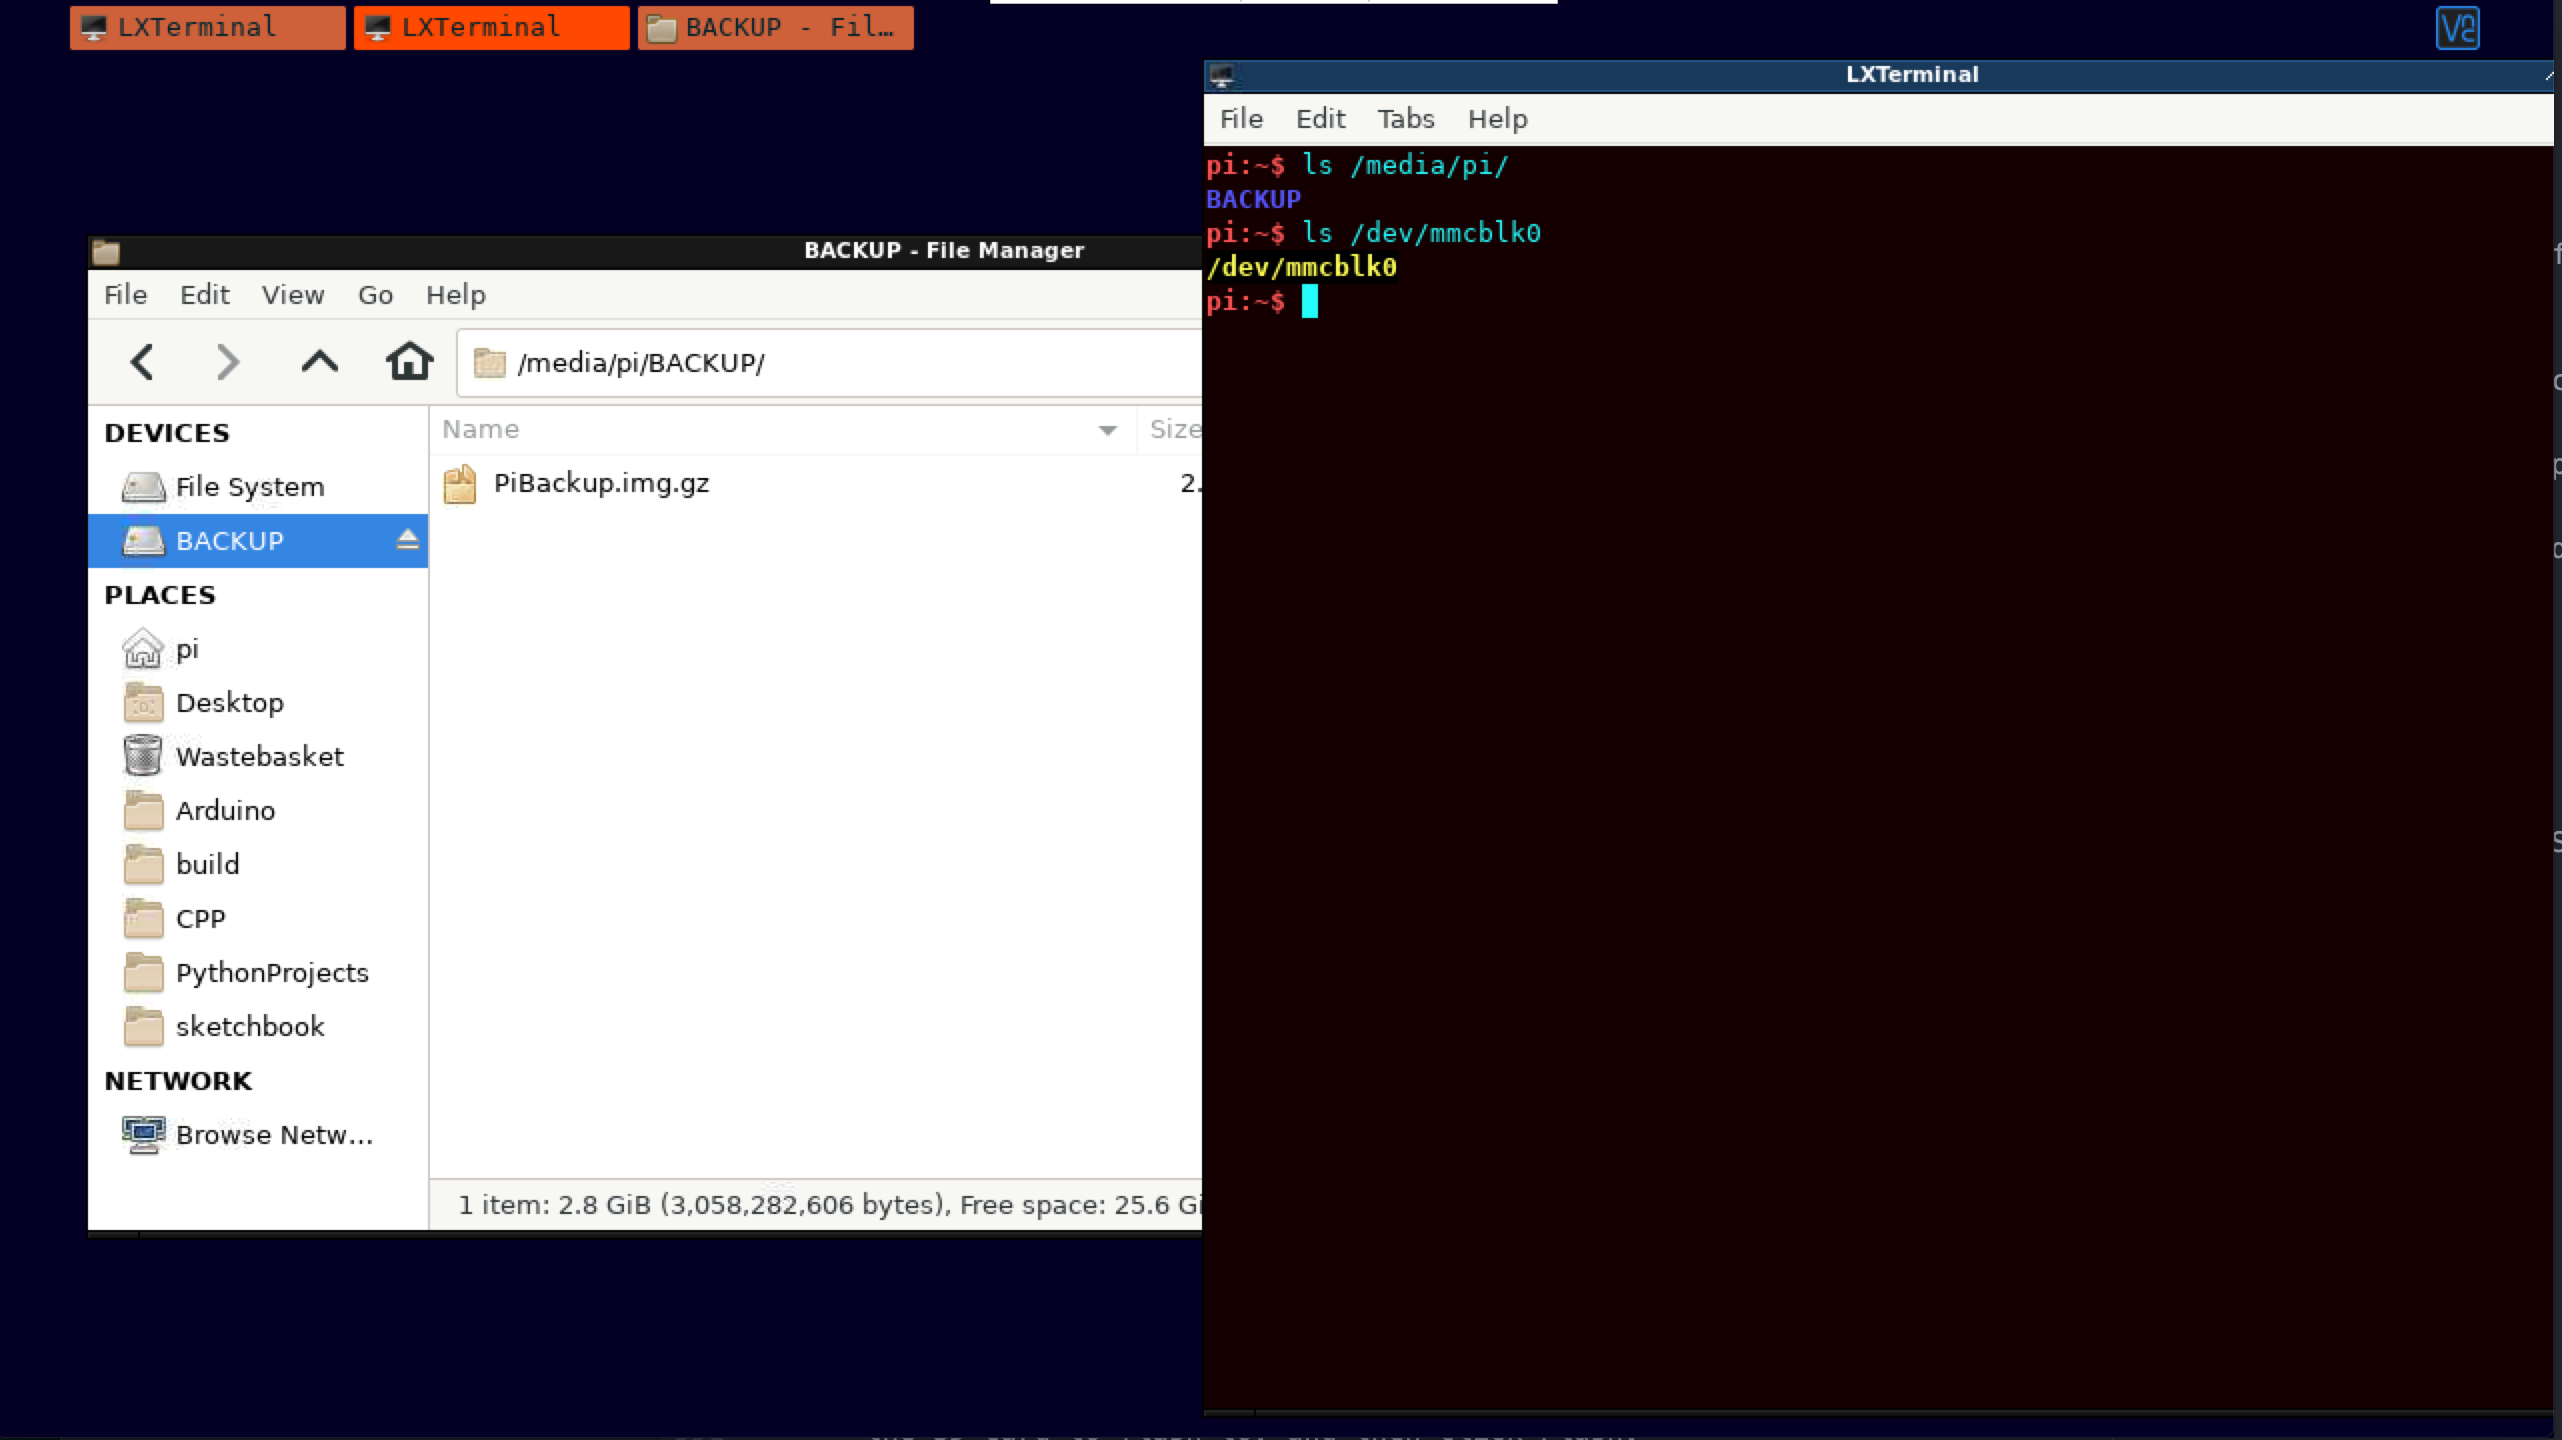 LXTerminal
LXTerminal
BACKUP - Fil…
LXTerminal
File Edit Tabs Help
pi:~$ ls /media/pi/
BACKUP
pi:~$ ls /dev/mmcblk0
/dev/mmcblk0
pi:~$
BACKUP - File Manager
File Edit View Go Help
/media/pi/BACKUP/
DEVICES
File System
BACKUP
PLACES
pi
Desktop
Wastebasket
Arduino
build
CPP
PythonProjects
sketchbook
NETWORK
Browse Netw…
Name Size
PiBackup.img.gz 2.
1 item: 2.8 GiB (3,058,282,606 bytes), Free space: 25.6 Gi